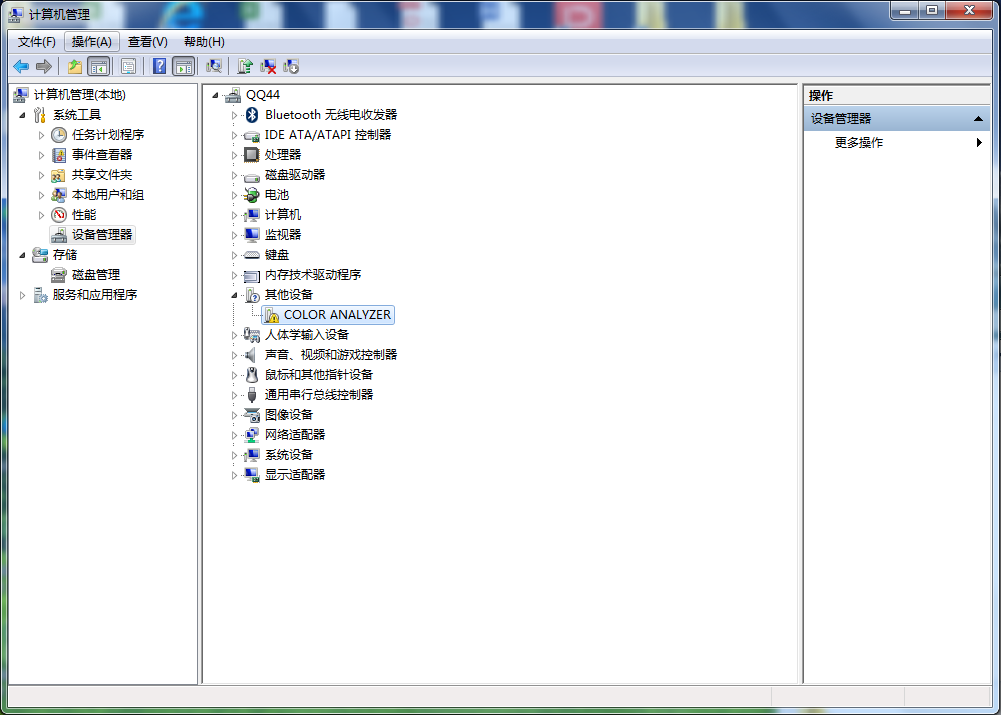 计算机管理
文件(F) 操作(A) 查看(V) 帮助(H)
计算机管理(本地)
系统工具
任务计划程序
事件查看器
共享文件夹
本地用户和组
性能
设备管理器
存储
磁盘管理
服务和应用程序
QQ44
Bluetooth 无线电收发器
IDE ATA/ATAPI 控制器
处理器
磁盘驱动器
电池
计算机
监视器
键盘
内存技术驱动程序
其他设备
COLOR ANALYZER
人体学输入设备
声音、视频和游戏控制器
鼠标和其他指针设备
通用串行总线控制器
图像设备
网络适配器
系统设备
显示适配器
操作
设备管理器
更多操作